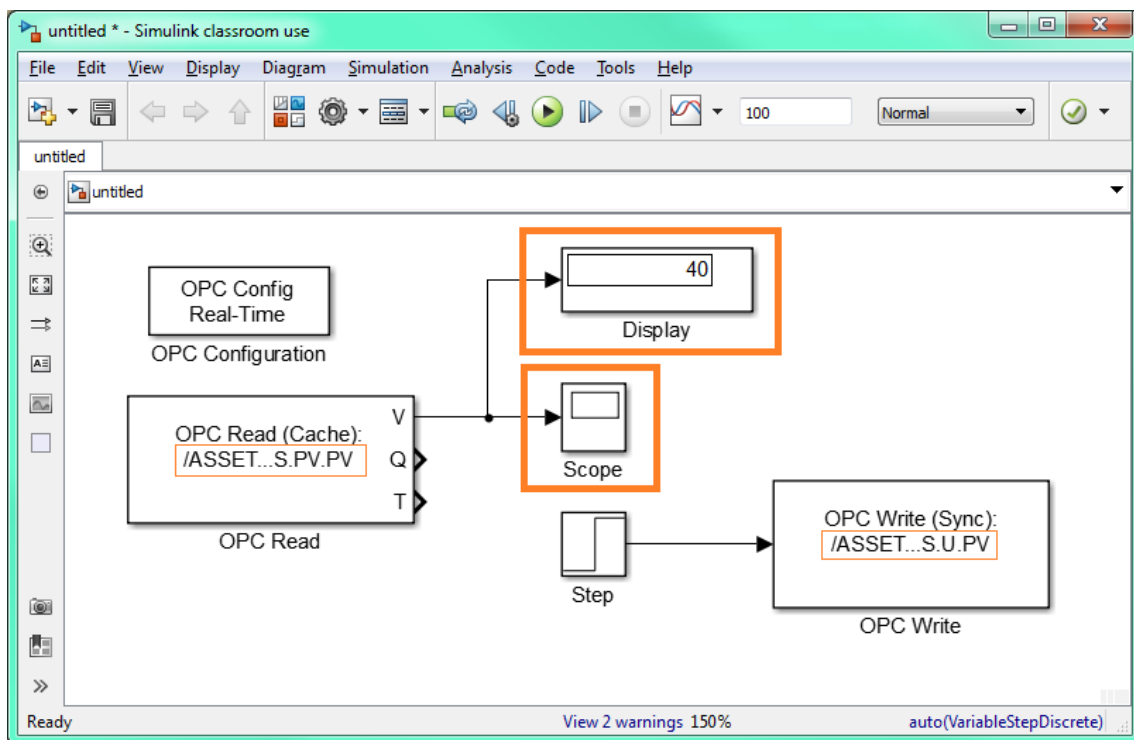 untitled * - Simulink classroom use
File Edit View Display Diagram Simulation Analysis Code Tools Help
100 Normal
untitled
untitled
OPC Config
Real-Time
OPC Configuration
40
Display
OPC Read (Cache):
/ASSET...S.PV.PV
V
Q
T
OPC Read
Scope
Step
OPC Write (Sync):
/ASSET...S.U.PV
OPC Write
Ready View 2 warnings 150% auto(VariableStepDiscrete)